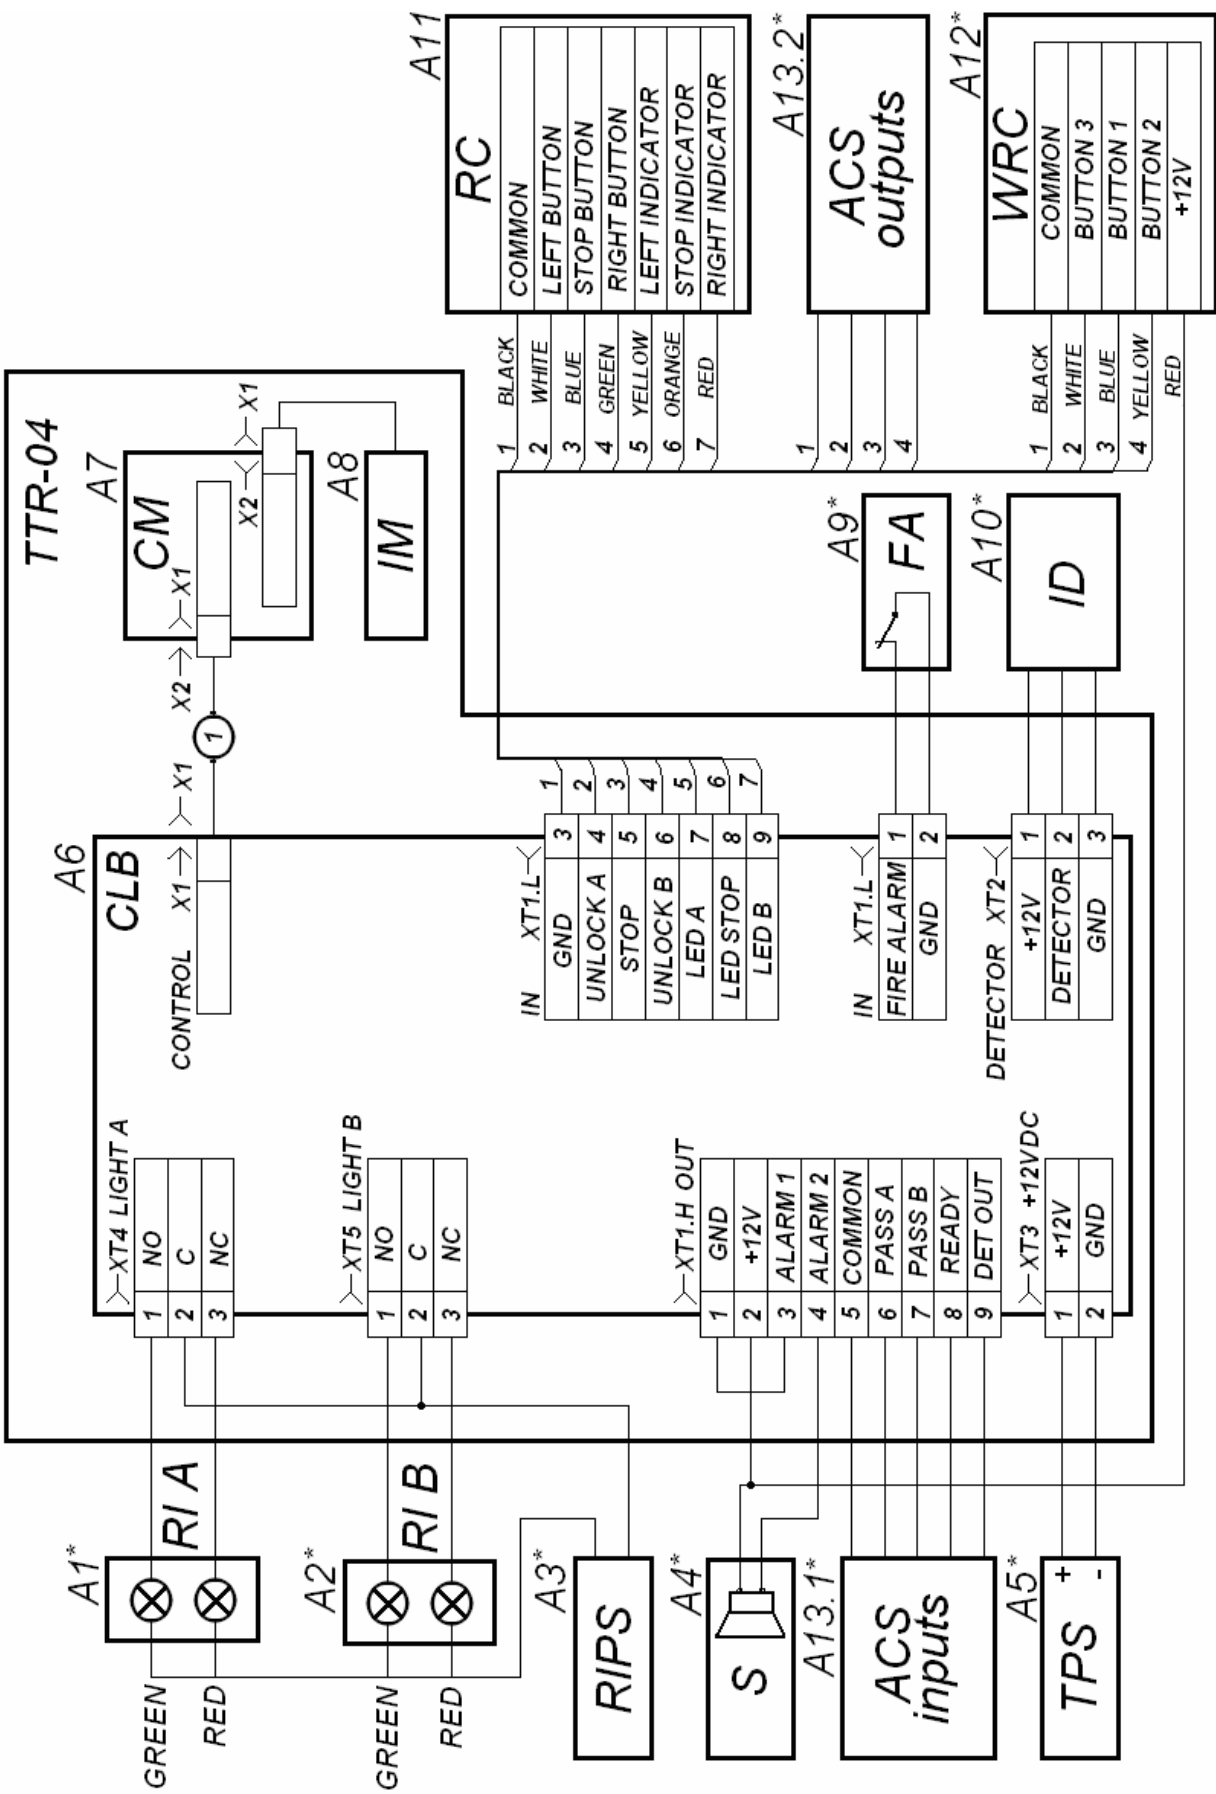 TTR-04
A1*
RI A
GREEN
RED
A2*
RI B
GREEN
RED
A3*
RIPS
A4*
S
A13.1*
ACS
inputs
A5*
TPS
+
-
A6
CLB
XT4 LIGHT A
1 NO
2 C
3 NC
XT5 LIGHT B
1 NO
2 C
3 NC
XT1.H OUT
1 GND
2 +12V
3 ALARM 1
4 ALARM 2
5 COMMON
6 PASS A
7 PASS B
8 READY
9 DET OUT
XT3 +12VDC
1 +12V
2 GND
CONTROL X1
X1
1
X2
X1
A7
CM
X2
X1
A8
IM
IN XT1.L
GND 3 1
UNLOCK A 4 2
STOP 5 3
UNLOCK B 6 4
LED A 7 5
LED STOP 8 6
LED B 9 7
IN XT1.L
FIRE ALARM 1
GND 2
DETECTOR XT2
+12V 1
DETECTOR 2
GND 3
A9*
FA
A10*
ID
A11
RC
1 BLACK COMMON
2 WHITE LEFT BUTTON
3 BLUE STOP BUTTON
4 GREEN RIGHT BUTTON
5 YELLOW LEFT INDICATOR
6 ORANGE STOP INDICATOR
7 RED RIGHT INDICATOR
A13.2*
ACS
outputs
1
2
3
4
A12*
WRC
1 BLACK COMMON
2 WHITE BUTTON 3
3 BLUE BUTTON 1
4 YELLOW BUTTON 2
RED +12V